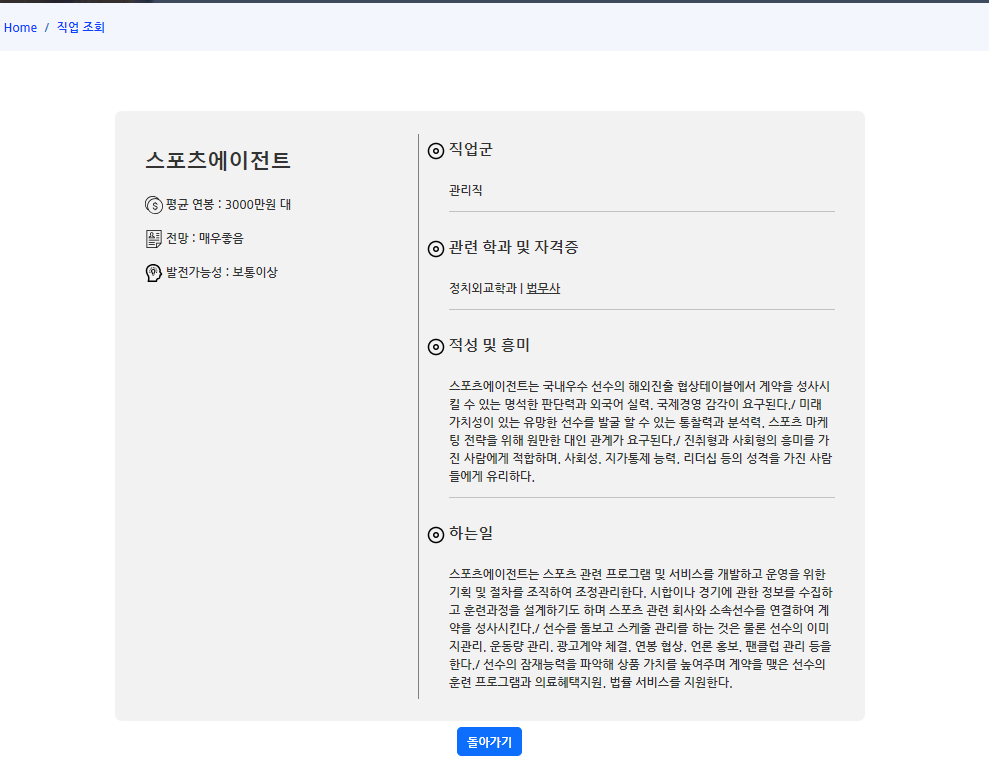 Home / 직업 조회
스포츠에이전트
평균 연봉 : 3000만원 대
전망 : 매우좋음
발전가능성 : 보통이상
직업군
관리직
관련 학과 및 자격증
정치외교학과 | 법무사
적성 및 흥미
스포츠에이전트는 국내우수 선수의 해외진출 협상테이블에서 계약을 성사시
킬 수 있는 명석한 판단력과 외국어 실력, 국제경영 감각이 요구된다./ 미래
가치성이 있는 유망한 선수를 발굴 할 수 있는 통찰력과 분석력, 스포츠 마케
팅 전략을 위해 원만한 대인 관계가 요구된다./ 진취형과 사회형의 흥미를 가
진 사람에게 적합하며, 사회성, 지가통제 능력, 리더십 등의 성격을 가진 사람
들에게 유리하다.
하는일
스포츠에이전트는 스포츠 관련 프로그램 및 서비스를 개발하고 운영을 위한
기획 및 절차를 조직하여 조정관리한다. 시합이나 경기에 관한 정보를 수집하
고 훈련과정을 설계하기도 하며 스포츠 관련 회사와 소속선수를 연결하여 계
약을 성사시킨다./ 선수를 돌보고 스케줄 관리를 하는 것은 물론 선수의 이미
지관리, 운동량 관리, 광고계약 체결, 연봉 협상, 언론 홍보, 팬클럽 관리 등을
한다./ 선수의 잠재능력을 파악해 상품 가치를 높여주며 계약을 맺은 선수의
훈련 프로그램과 의료혜택지원, 법률 서비스를 지원한다.
돌아가기